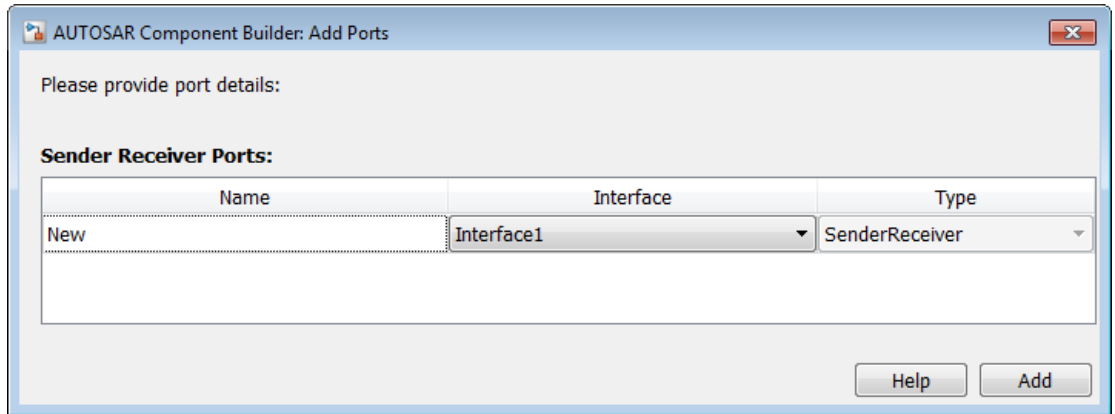 AUTOSAR Component Builder: Add Ports
Please provide port details:
Sender Receiver Ports:
Name Interface Type
New Interface1 SenderReceiver
Help Add